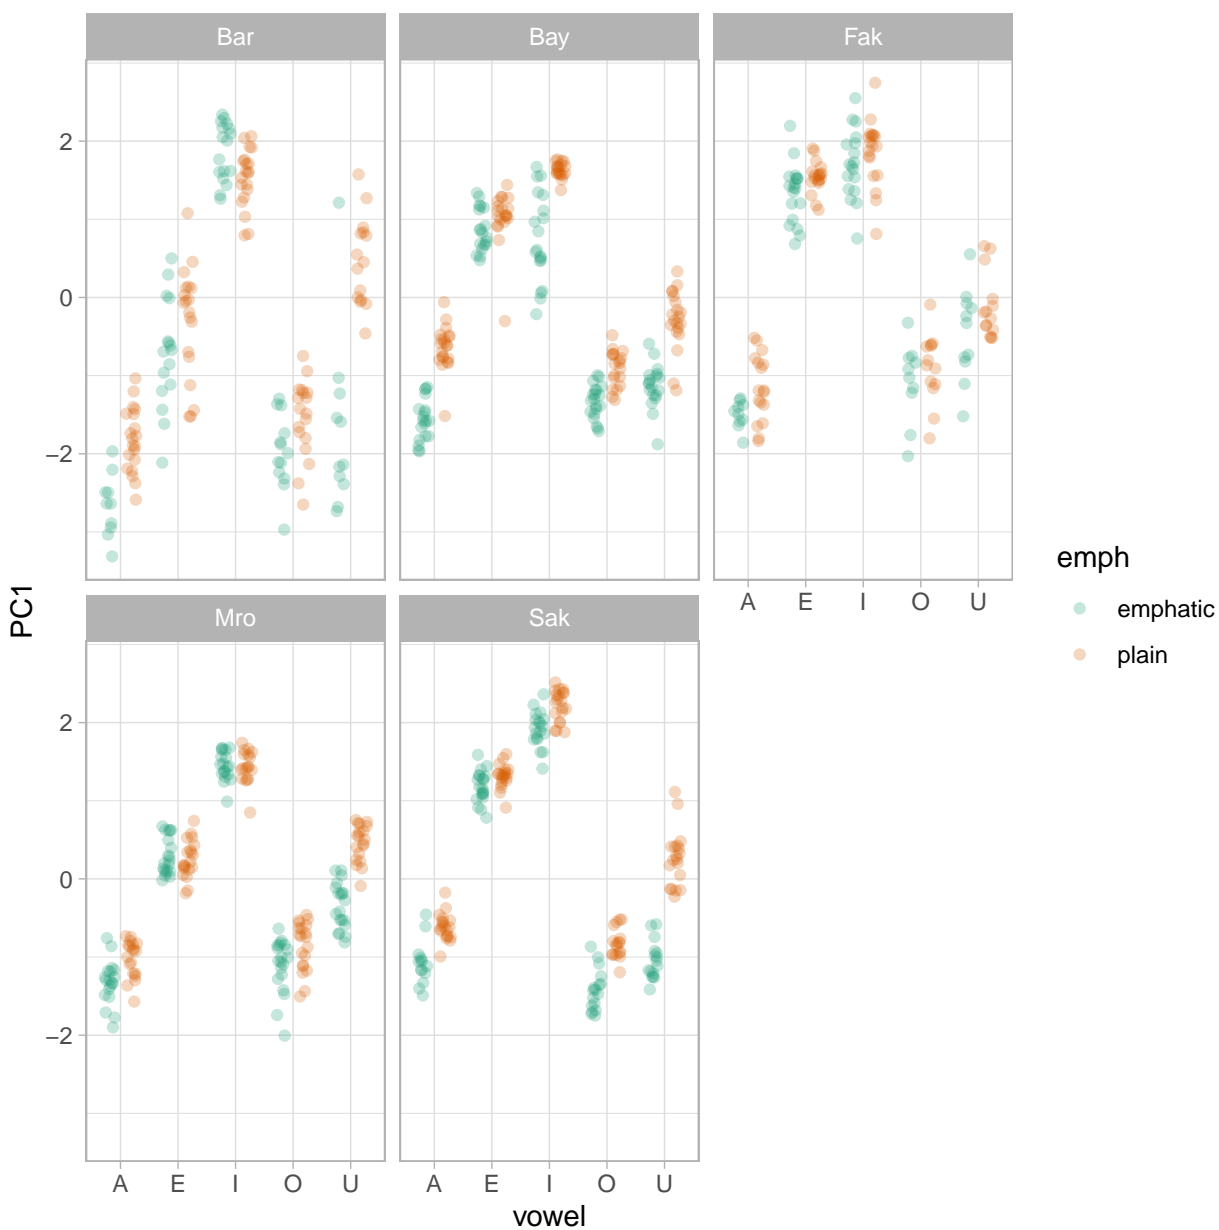 Bar Bay Fak
2
0
−2
A E I O U
Mro Sak
2
0
−2
A E I O U A E I O U
vowel
PC1
emph
emphatic
plain